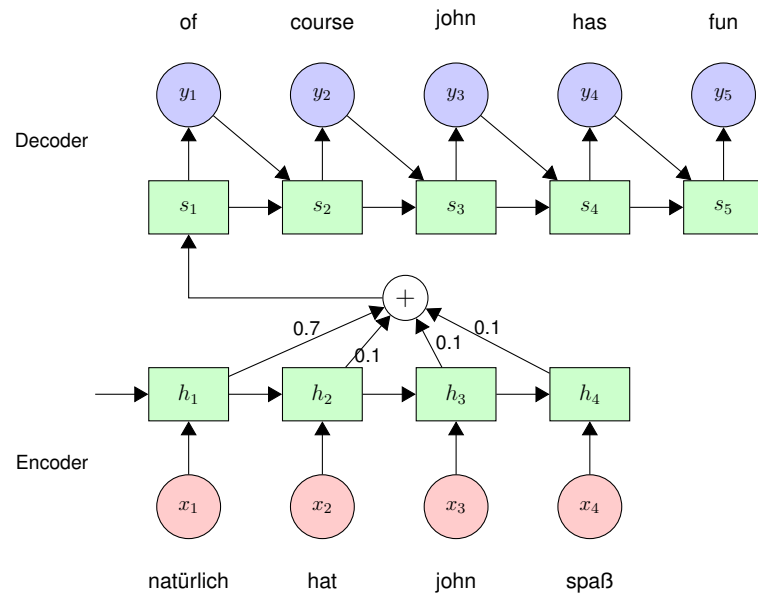 of course john has fun
y₁ y₂ y₃ y₄ y₅
Decoder
s₁ s₂ s₃ s₄ s₅
+
0.7 0.1 0.1 0.1
h₁ h₂ h₃ h₄
Encoder
x₁ x₂ x₃ x₄
natürlich hat john spaß